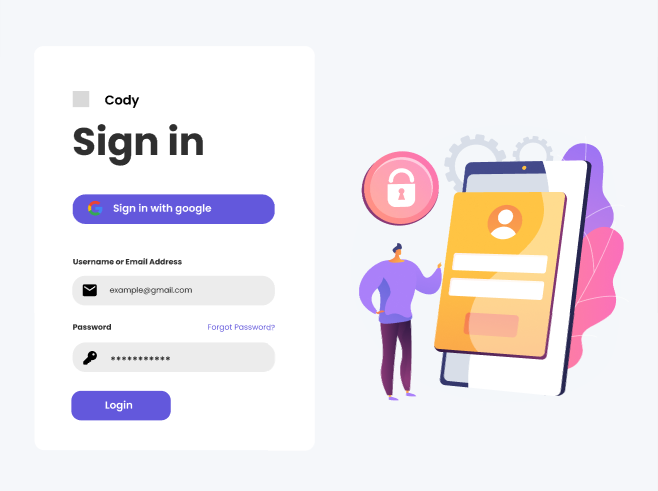 Cody
Sign in
Sign in with google
Username or Email Address
example@gmail.com
Password
Forgot Password?
***********
Login